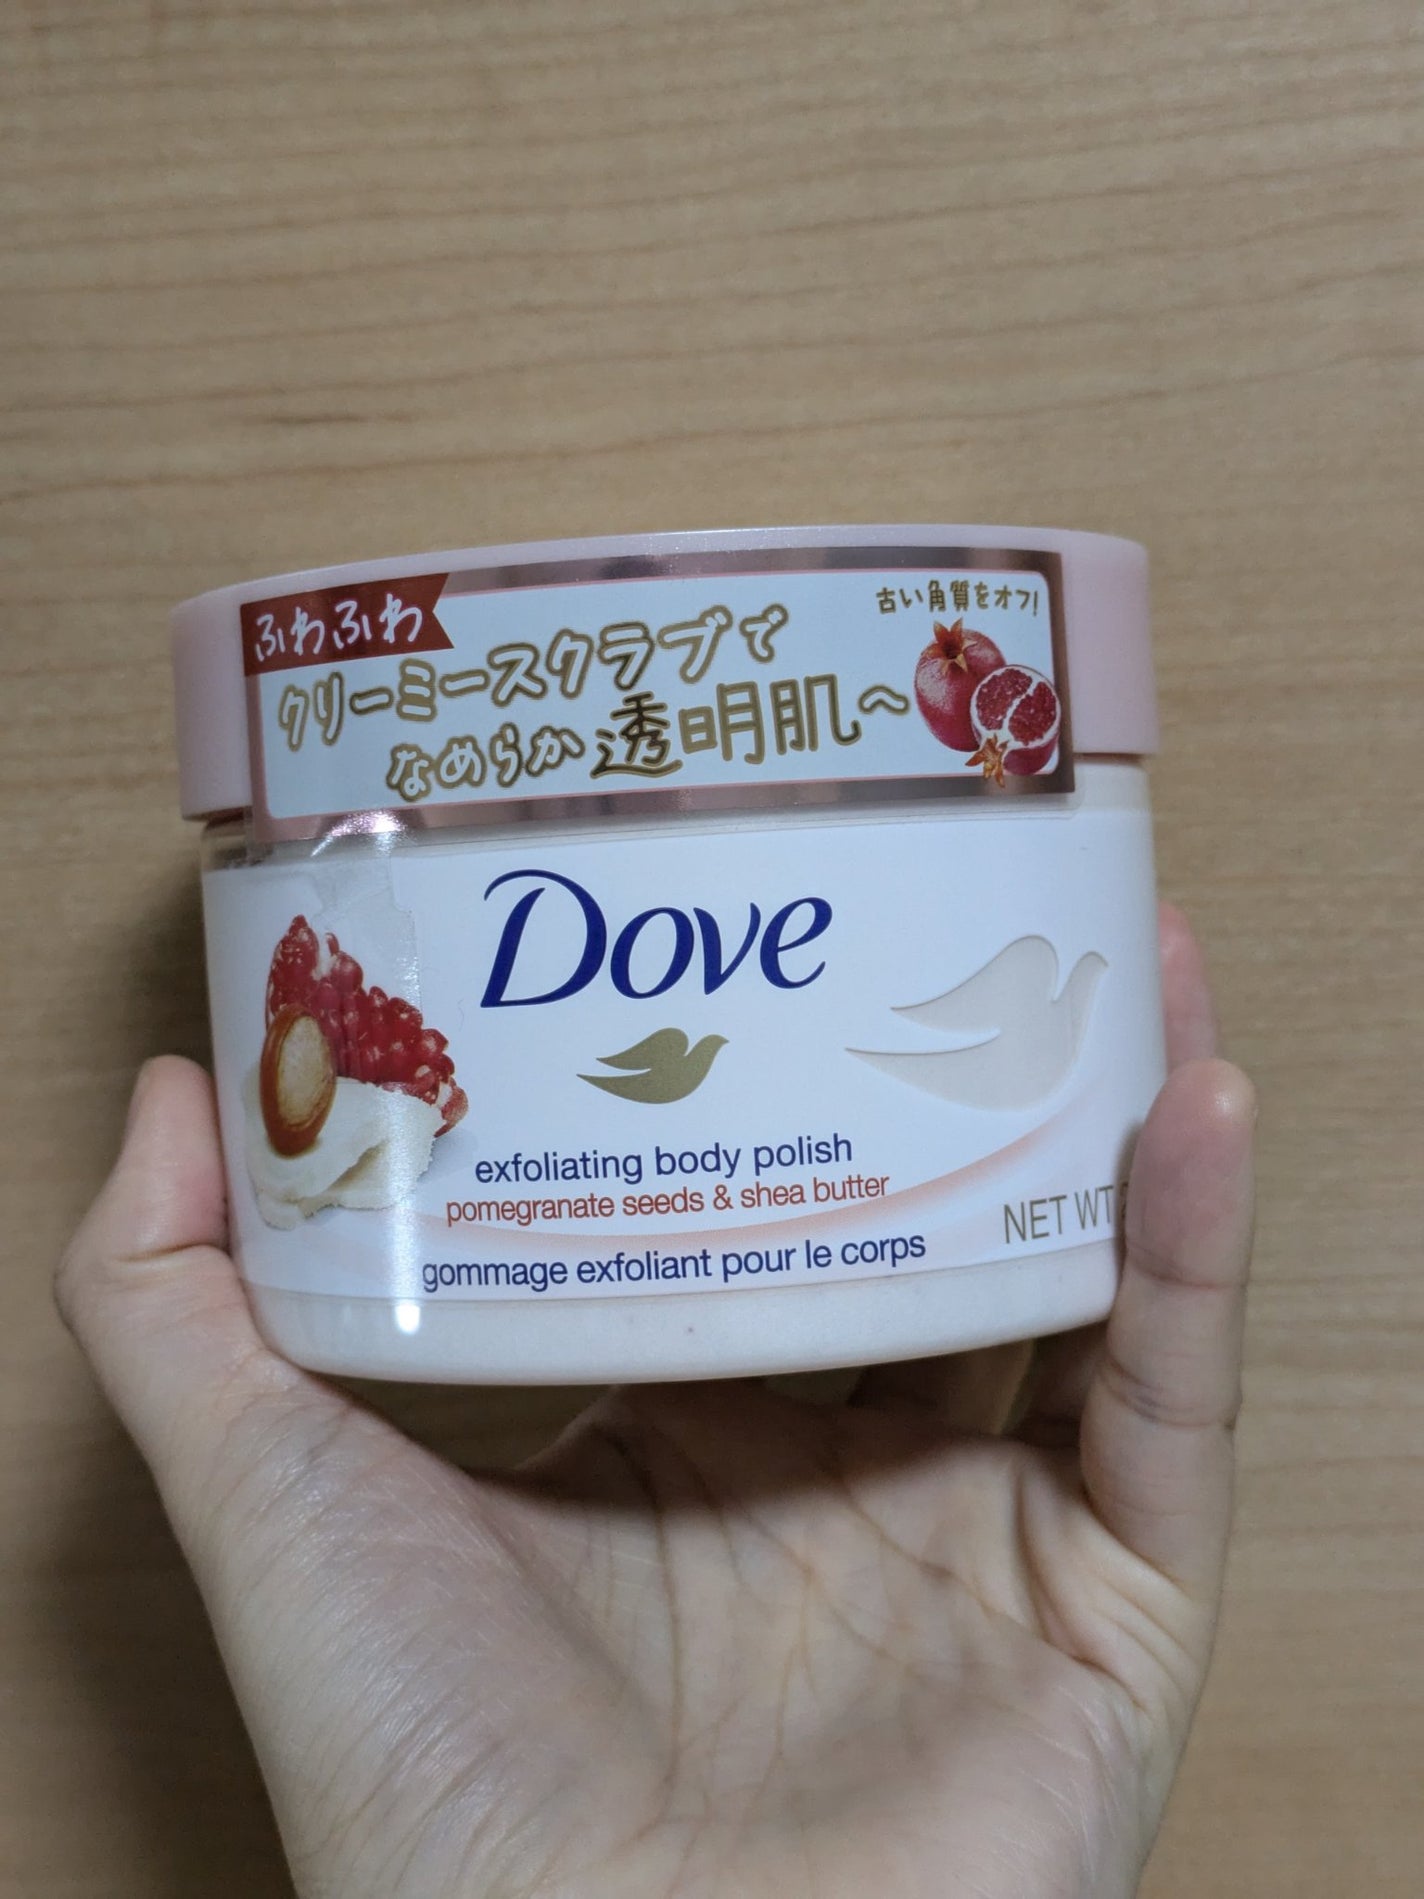 ふわふわ
古い角質をオフ!
クリーミースクラブで
なめらか透明肌へ
Dove
exfoliating body polish
pomegranate seeds & shea butter
gommage exfoliant pour le corps
NET WT